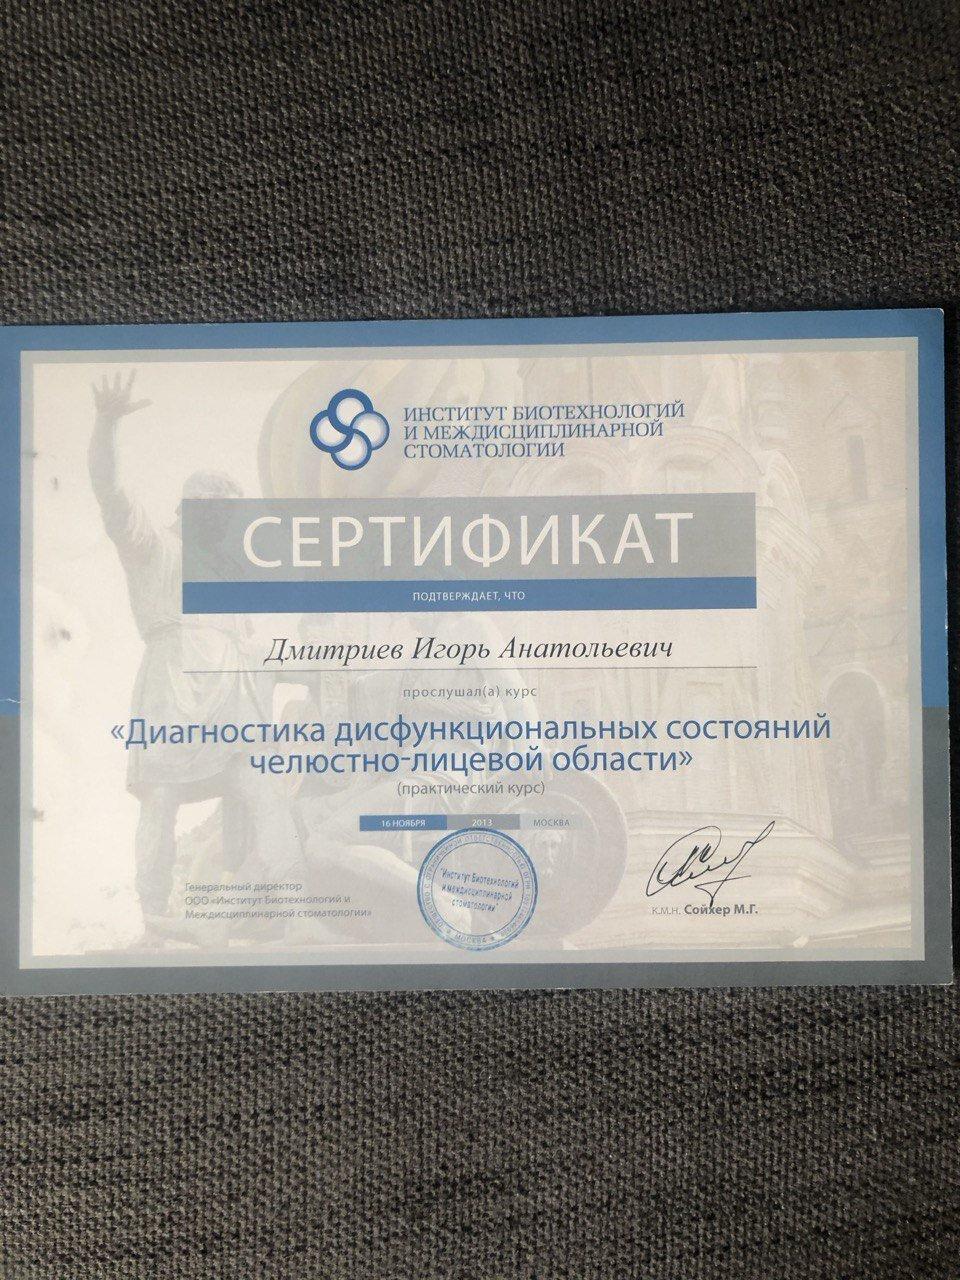 ИНСТИТУТ БИОТЕХНОЛОГИЙ
И МЕЖДИСЦИПЛИНАРНОЙ
СТОМАТОЛОГИИ
СЕРТИФИКАТ
ПОДТВЕРЖДАЕТ, ЧТО
Дмитриев Игорь Анатольевич
прослушал(а) курс
«Диагностика дисфункциональных состояний
челюстно-лицевой области»
(практический курс)
16 НОЯБРЯ 2013 МОСКВА
Генеральный директор
ООО «Институт Биотехнологий и
Междисциплинарной стоматологии»
"Институт Биотехнологий
и междисциплинарной
стоматологии"
МОСКВА
к.м.н. Сойхер М.Г.